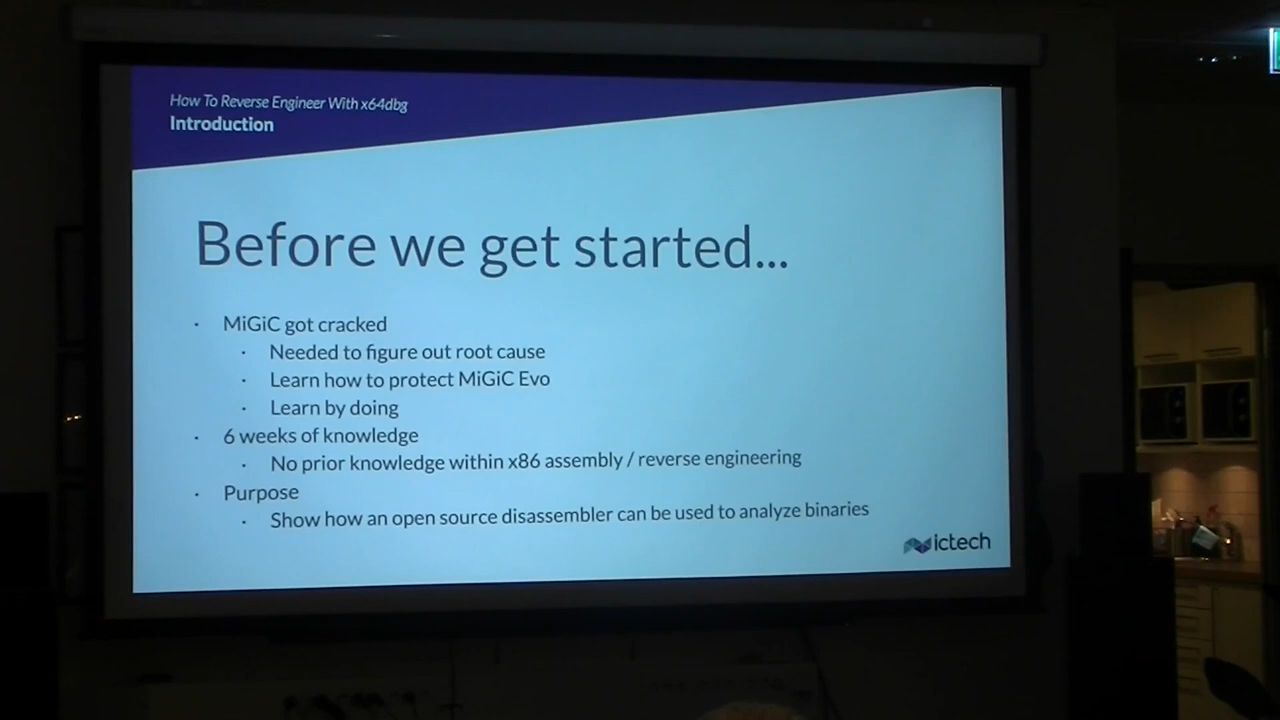 How To Reverse Engineer With x64dbg
Introduction
Before we get started...
· MiGiC got cracked
· Needed to figure out root cause
· Learn how to protect MiGiC Evo
· Learn by doing
· 6 weeks of knowledge
· No prior knowledge within x86 assembly / reverse engineering
· Purpose
· Show how an open source disassembler can be used to analyze binaries
ictech